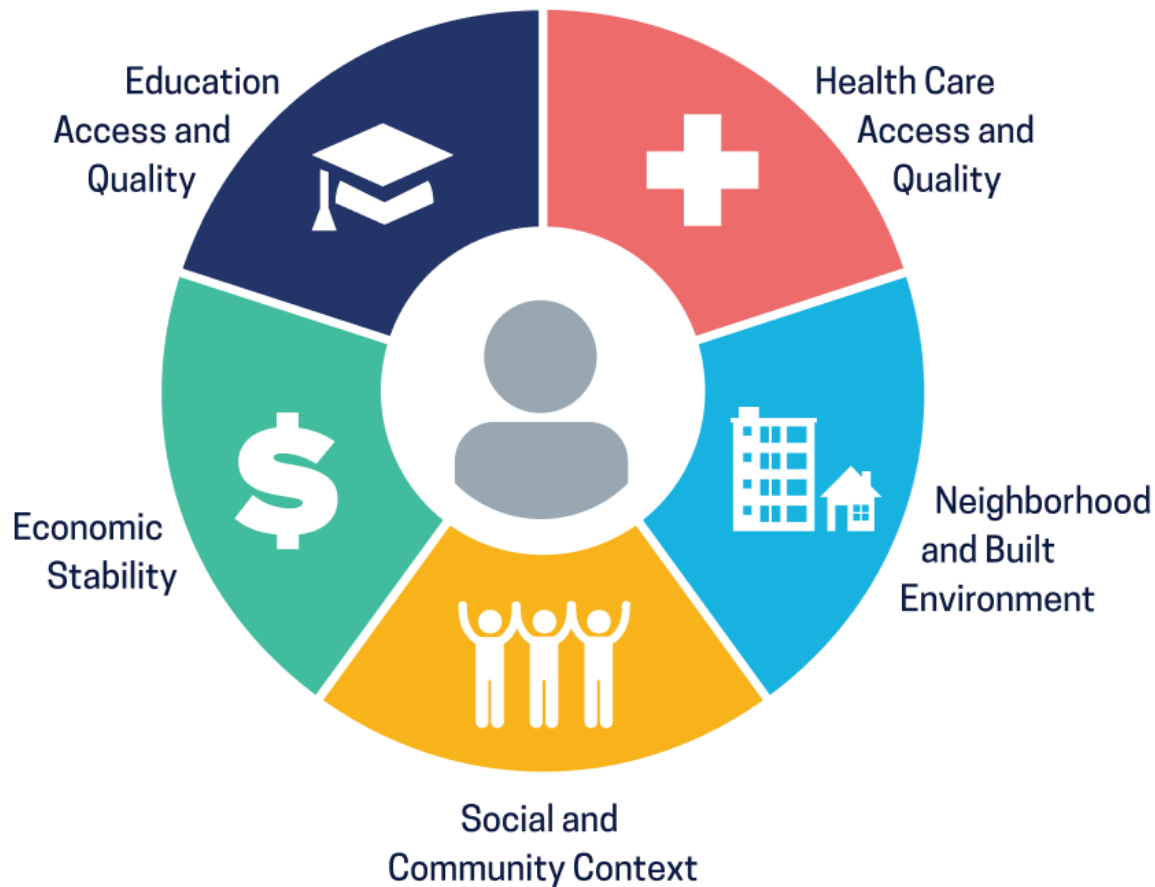 Education
Access and
Quality
Health Care
Access and
Quality
Economic
Stability
Neighborhood
and Built
Environment
Social and
Community Context